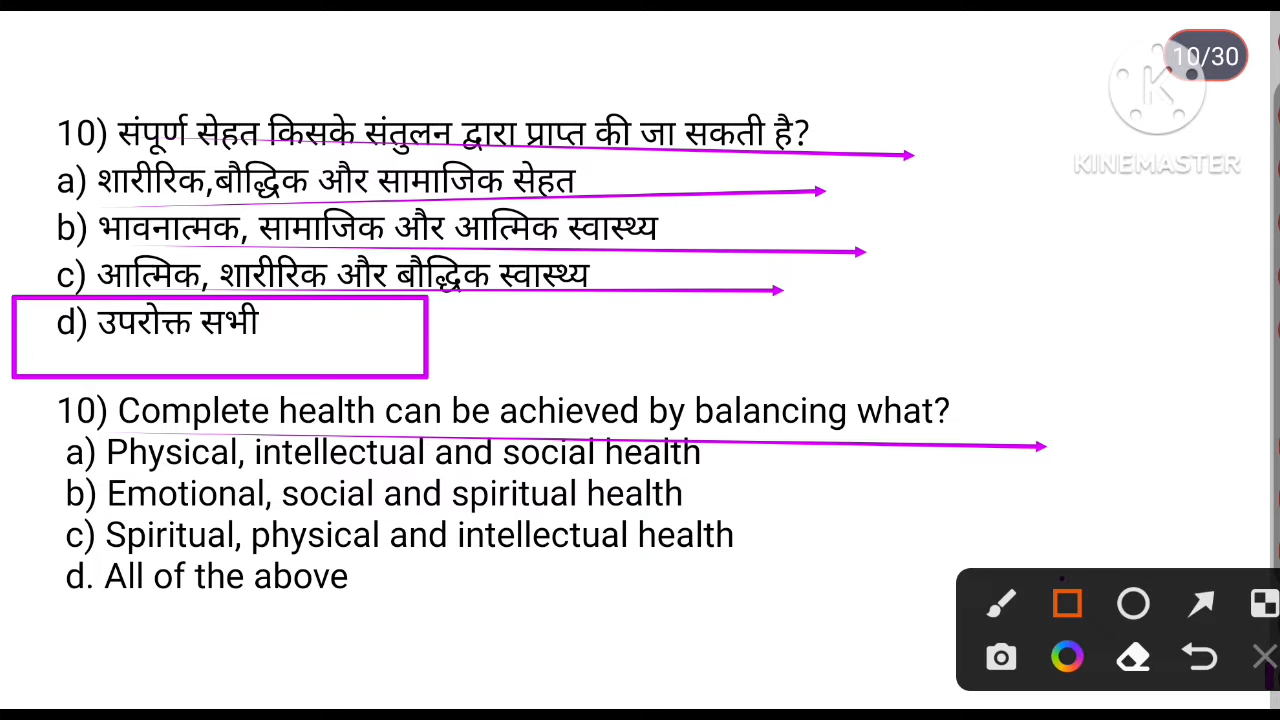 10/30
KINEMASTER
10) संपूर्ण सेहत किसके संतुलन द्वारा प्राप्त की जा सकती है?
a) शारीरिक,बौद्धिक और सामाजिक सेहत
b) भावनात्मक, सामाजिक और आत्मिक स्वास्थ्य
c) आत्मिक, शारीरिक और बौद्धिक स्वास्थ्य
d) उपरोक्त सभी
10) Complete health can be achieved by balancing what?
a) Physical, intellectual and social health
b) Emotional, social and spiritual health
c) Spiritual, physical and intellectual health
d. All of the above